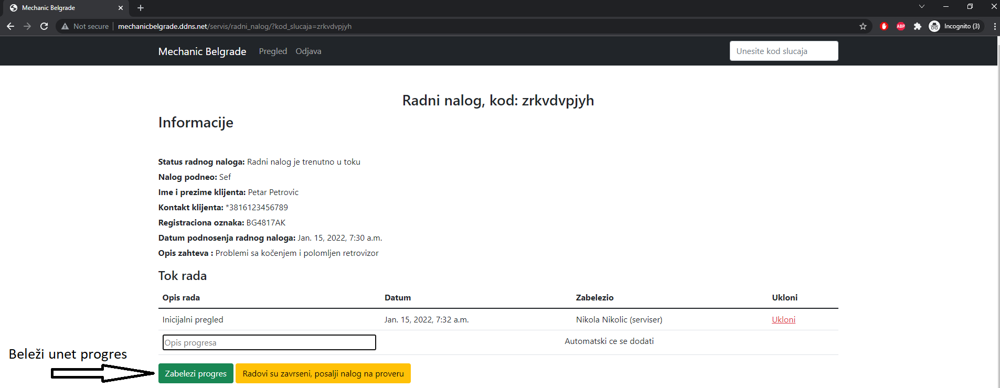 Mechanic Belgrade
Not secure
mechanicbelgrade.ddns.net/servis/radni_nalog/?kod_slucaja=zrkvdvpjyh
ABP
Incognito (3)
Mechanic Belgrade Pregled Odjava
Unesite kod slucaja
Radni nalog, kod: zrkvdvpjyh
Informacije
Status radnog naloga: Radni nalog je trenutno u toku
Nalog podneo: Sef
Ime i prezime klijenta: Petar Petrovic
Kontakt klijenta: *3816123456789
Registraciona oznaka: BG4817AK
Datum podnosenja radnog naloga: Jan. 15, 2022, 7:30 a.m.
Opis zahteva : Problemi sa kočenjem i polomljen retrovizor
Tok rada
Opis rada Datum Zabelezio Ukloni
Inicijalni pregled Jan. 15, 2022, 7:32 a.m. Nikola Nikolic (serviser) Ukloni
Opis progresa Automatski ce se dodati
Beleži unet progres
Zabelezi progres Radovi su zavrseni, posalji nalog na proveru